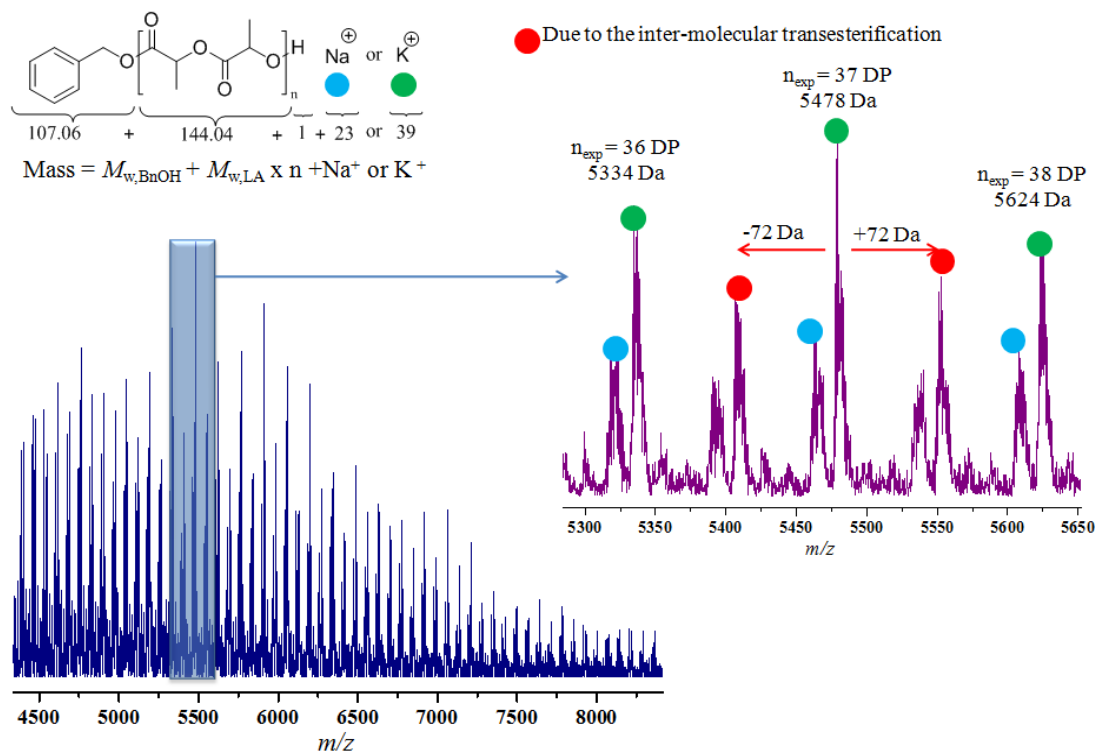 Due to the inter-molecular transesterification
O
O
O
O
O
H
n
Na⊕ or K⊕
107.06 + 144.04 + 1 + 23 or 39
Mass = Mw,BnOH + Mw,LA x n +Na+ or K +
nexp = 36 DP
5334 Da
nexp = 37 DP
5478 Da
nexp = 38 DP
5624 Da
-72 Da
+72 Da
5300 5350 5400 5450 5500 5550 5600 5650
m/z
4500 5000 5500 6000 6500 7000 7500 8000
m/z